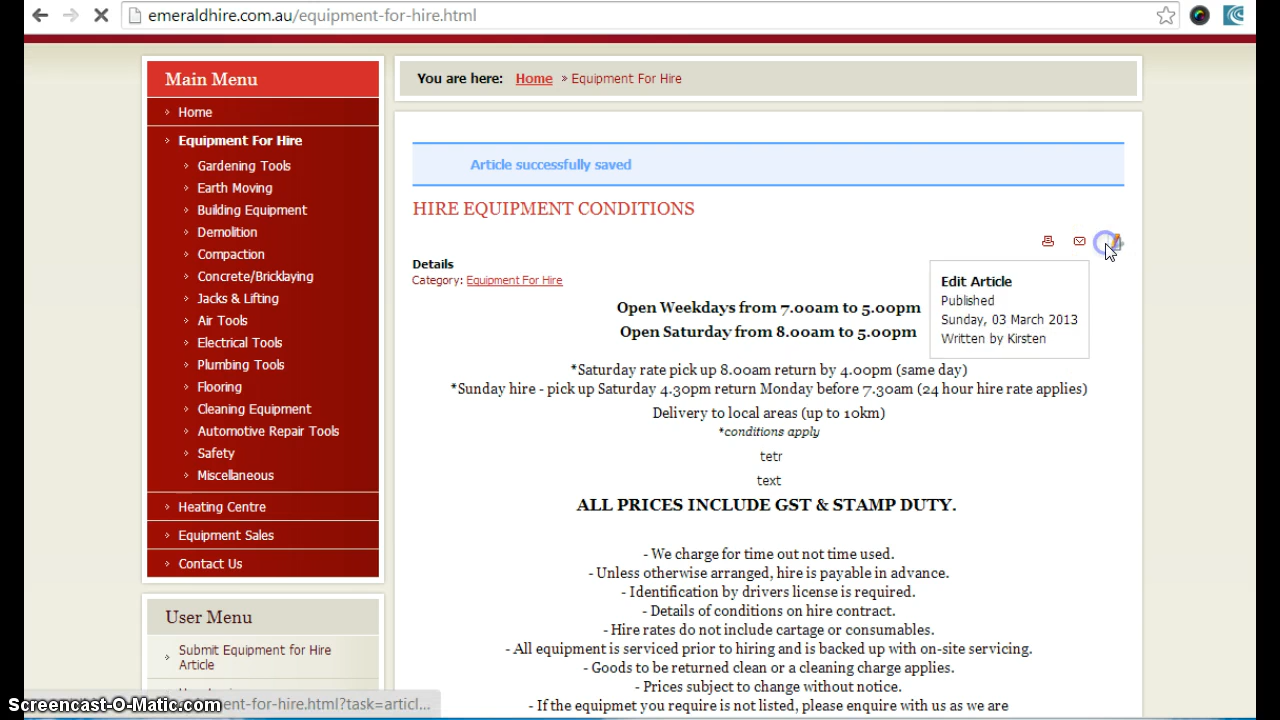 emeraldhire.com.au/equipment-for-hire.html
Main Menu
Home
Equipment For Hire
Gardening Tools
Earth Moving
Building Equipment
Demolition
Compaction
Concrete/Bricklaying
Jacks & Lifting
Air Tools
Electrical Tools
Plumbing Tools
Flooring
Cleaning Equipment
Automotive Repair Tools
Safety
Miscellaneous
Heating Centre
Equipment Sales
Contact Us
User Menu
Submit Equipment for Hire
Article
You are here: Home » Equipment For Hire
Article successfully saved
HIRE EQUIPMENT CONDITIONS
Details
Category: Equipment For Hire
Edit Article
Published
Sunday, 03 March 2013
Written by Kirsten
Open Weekdays from 7.00am to 5.00pm
Open Saturday from 8.00am to 5.00pm
*Saturday rate pick up 8.00am return by 4.00pm (same day)
*Sunday hire - pick up Saturday 4.30pm return Monday before 7.30am (24 hour hire rate applies)
Delivery to local areas (up to 10km)
*conditions apply
tetr
text
ALL PRICES INCLUDE GST & STAMP DUTY.
- We charge for time out not time used.
- Unless otherwise arranged, hire is payable in advance.
- Identification by drivers license is required.
- Details of conditions on hire contract.
- Hire rates do not include cartage or consumables.
- All equipment is serviced prior to hiring and is backed up with on-site servicing.
- Goods to be returned clean or a cleaning charge applies.
- Prices subject to change without notice.
- If the equipmet you require is not listed, please enquire with us as we are
ent-for-hire.html?task=articl...
Screencast-O-Matic.com